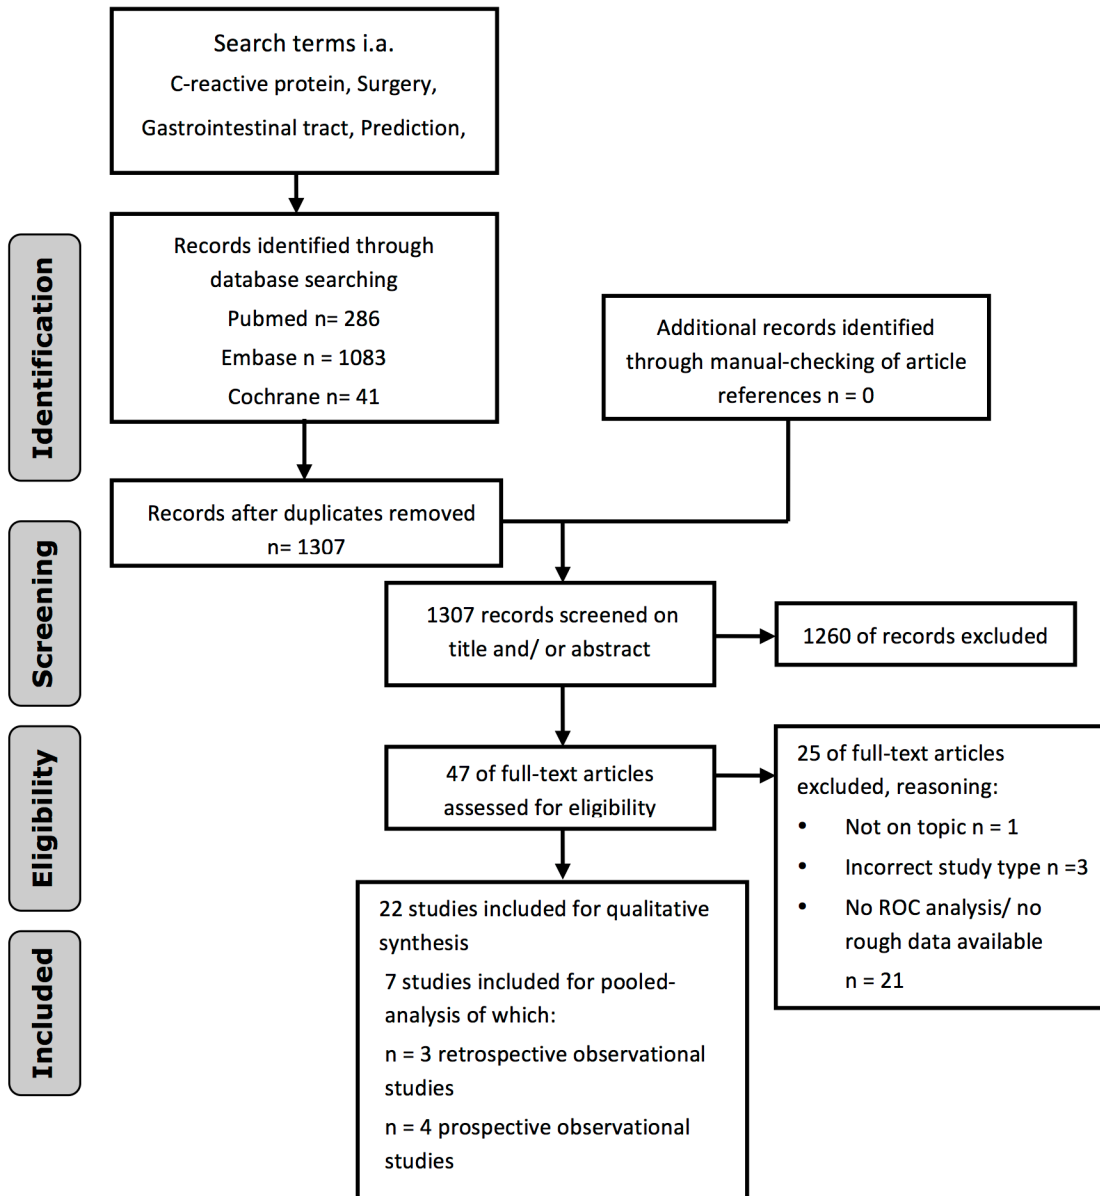 Search terms i.a.
C-reactive protein, Surgery,
Gastrointestinal tract, Prediction,
Identification
Records identified through
database searching
Pubmed n= 286
Embase n = 1083
Cochrane n= 41
Additional records identified
through manual-checking of article
references n = 0
Records after duplicates removed
n= 1307
Screening
1307 records screened on
title and/ or abstract
1260 of records excluded
Eligibility
47 of full-text articles
assessed for eligibility
25 of full-text articles
excluded, reasoning:
• Not on topic n = 1
• Incorrect study type n =3
• No ROC analysis/ no
rough data available
n = 21
Included
22 studies included for qualitative
synthesis
7 studies included for pooled-
analysis of which:
n = 3 retrospective observational
studies
n = 4 prospective observational
studies